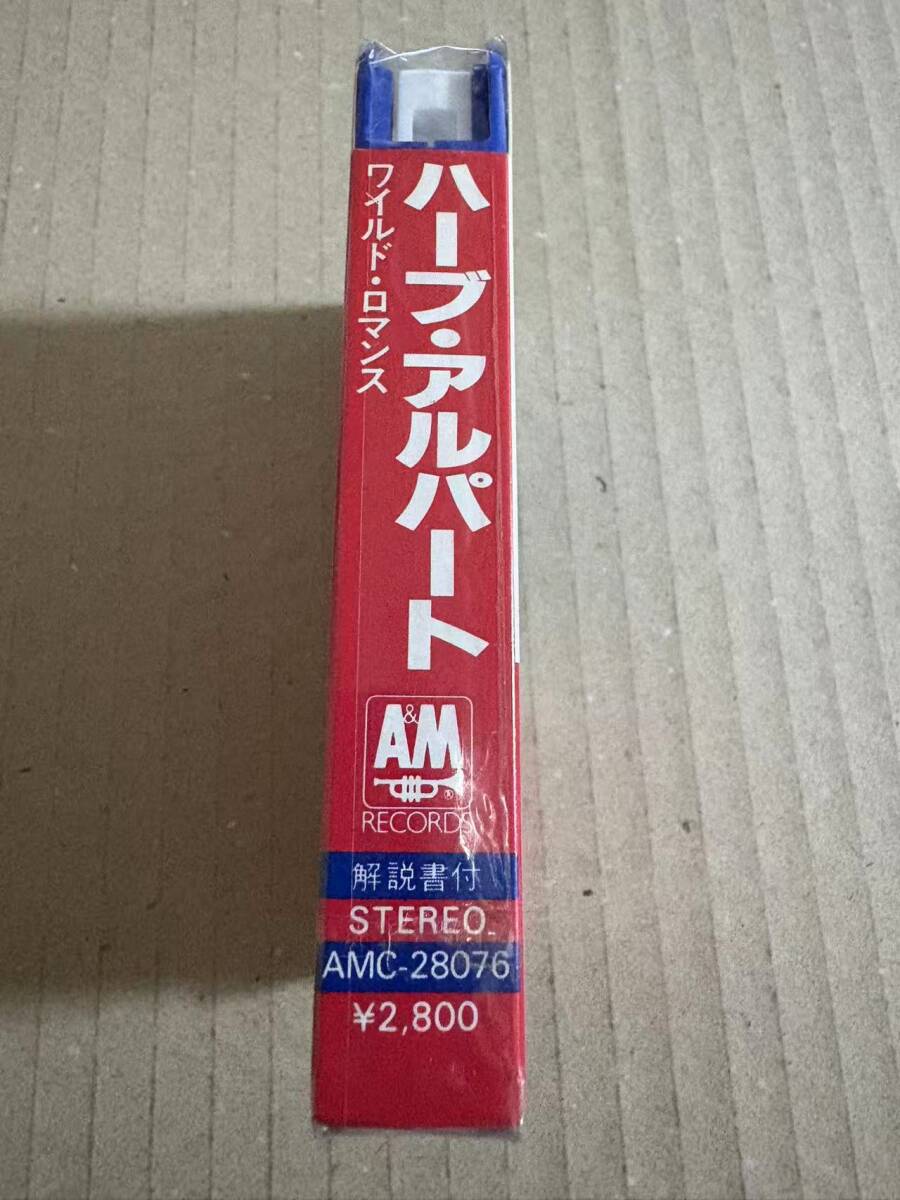 ハーブ・アルパート
ワイルド・ロマンス
A&M
®
RECORDS
解説書付
STEREO
AMC-28076
¥2,800